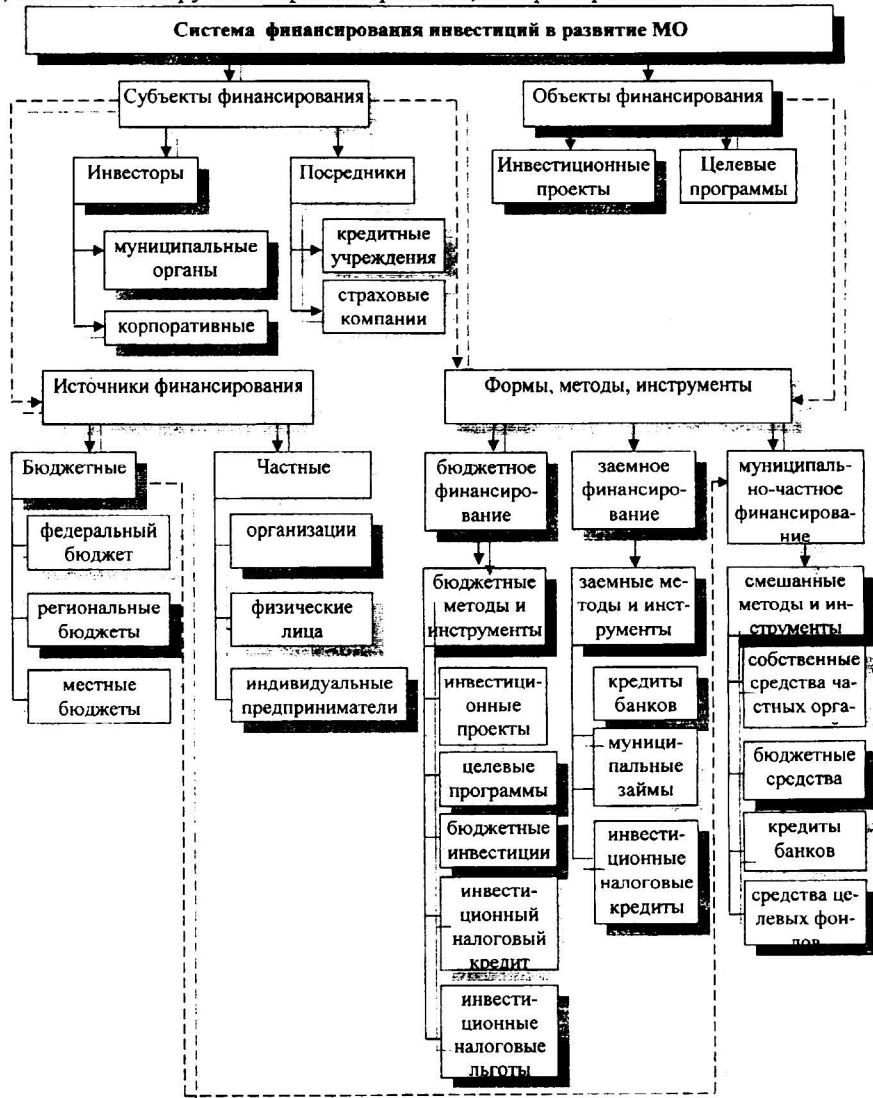 Система финансирования инвестиций в развитие МО
Субъекты финансирования
Объекты финансирования
Инвесторы
Посредники
Инвестиционные
проекты
Целевые
программы
муниципальные
органы
корпоративные
кредитные
учреждения
страховые
компании
Источники финансирования
Формы, методы, инструменты
Бюджетные
федеральный
бюджет
региональные
бюджеты
местные
бюджеты
Частные
организации
физические
лица
индивидуальные
предприниматели
бюджетное
финансиро-
вание
бюджетные
методы и
инструменты
инвестици-
онные
проекты
целевые
программы
бюджетные
инвестиции
инвести-
ционный
налоговый
кредит
инвести-
ционные
налоговые
льготы
заемное
финансиро-
вание
заемные ме-
тоды и инст-
рументы
кредиты
банков
муници-
пальные
займы
инвести-
ционные
налоговые
кредиты
муниципаль-
но-частное
финансирова-
ние
смешанные
методы и ин-
струменты
собственные
средства ча-
стных орга-
бюджетные
средства
кредиты
банков
средства це-
левых фон-
дов